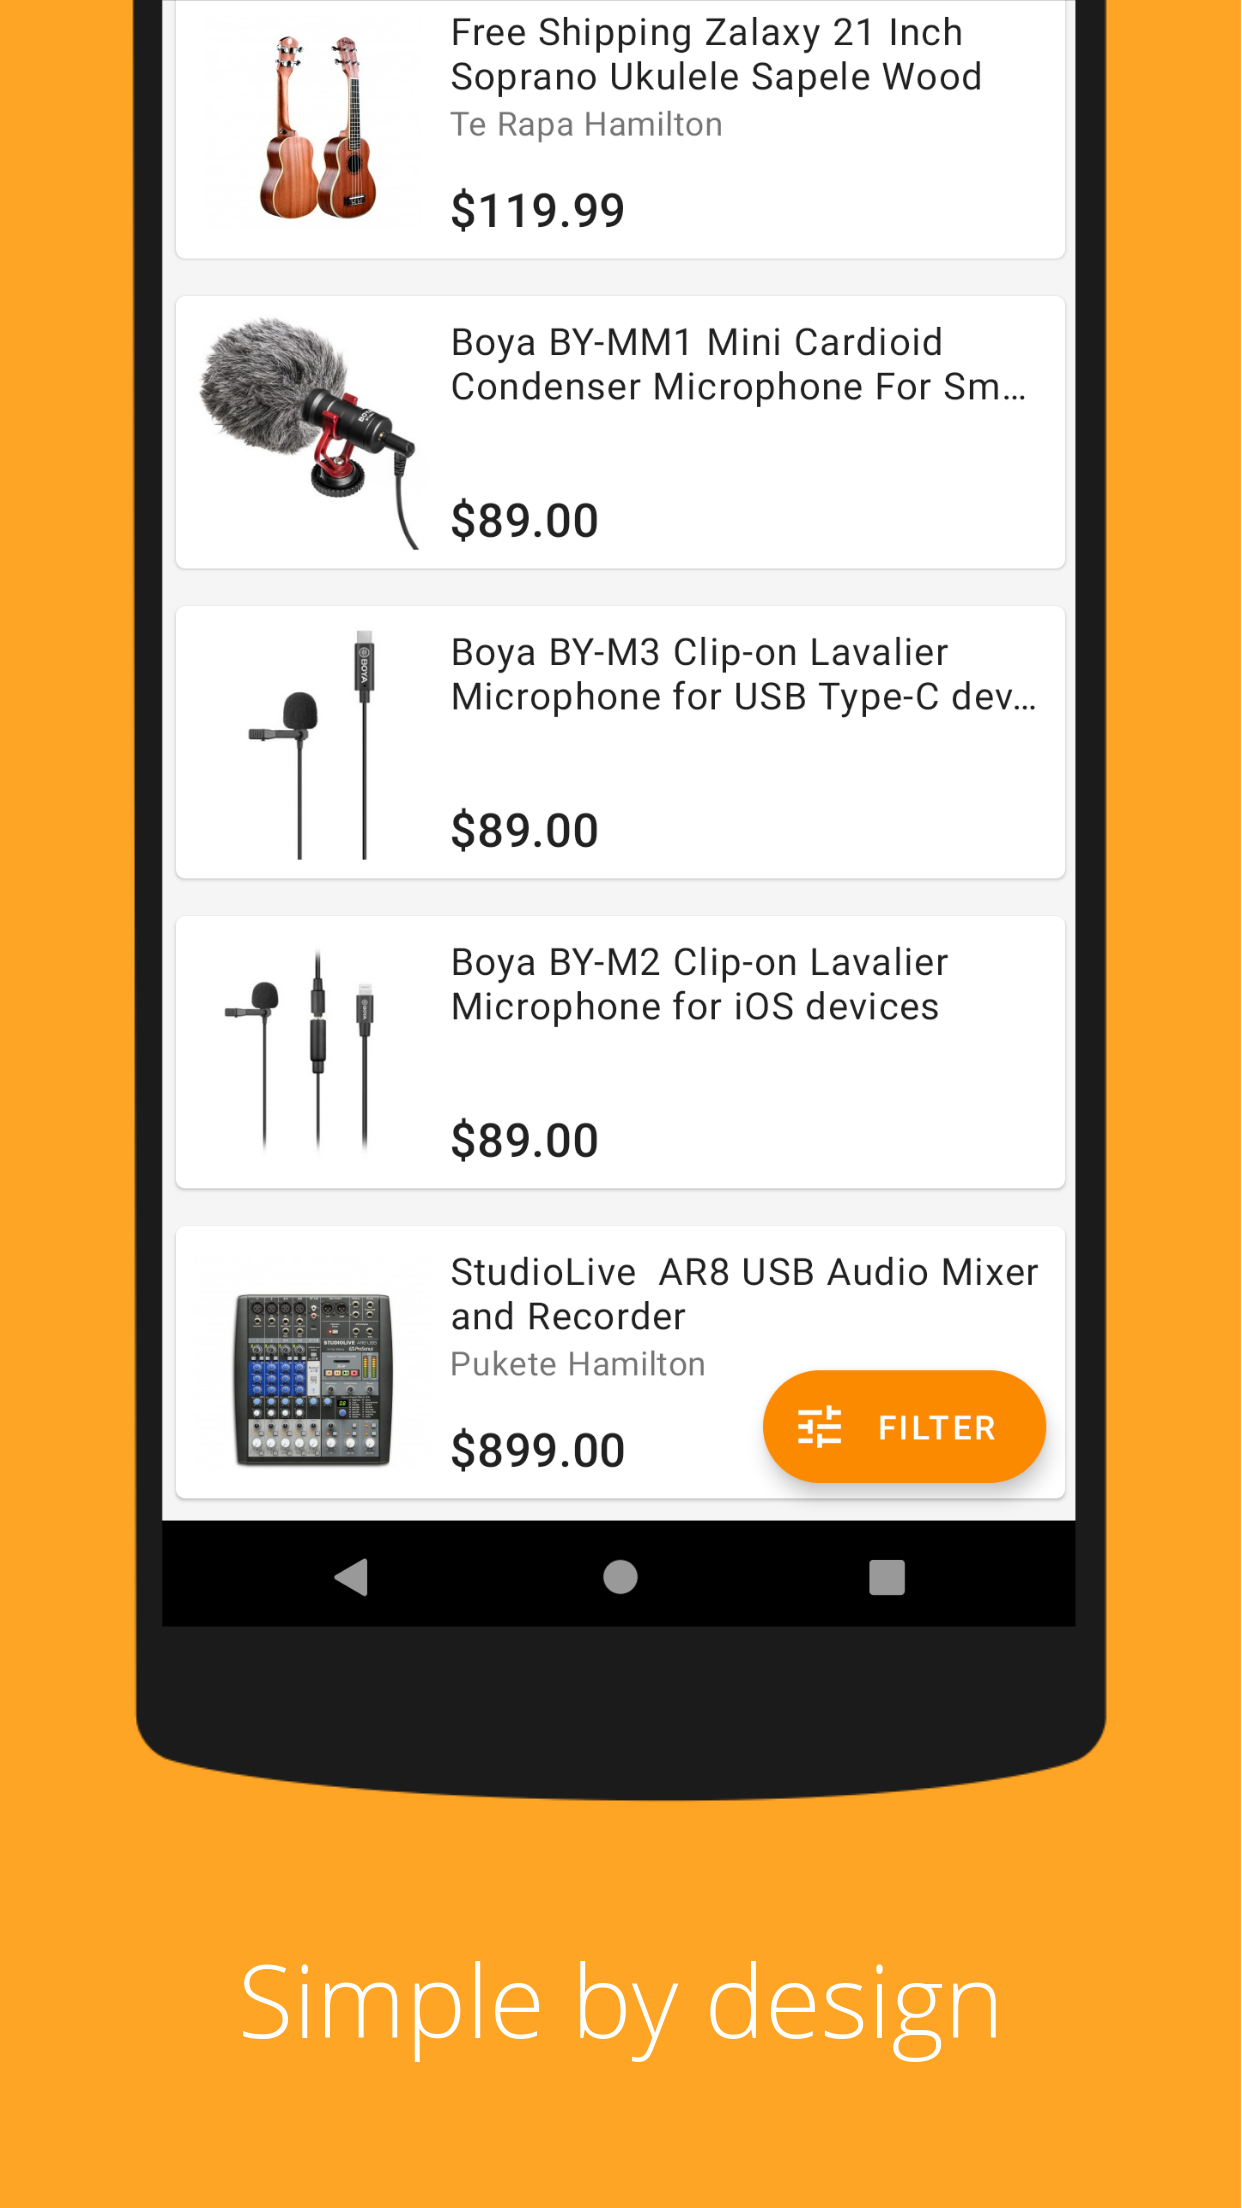 Free Shipping Zalaxy 21 Inch
Soprano Ukulele Sapele Wood
Te Rapa Hamilton
$119.99
Boya BY-MM1 Mini Cardioid
Condenser Microphone For Sm...
$89.00
BOYA
Boya BY-M3 Clip-on Lavalier
Microphone for USB Type-C dev...
$89.00
Boya BY-M2 Clip-on Lavalier
Microphone for iOS devices
$89.00
StudioLive  AR8 USB Audio Mixer
and Recorder
Pukete Hamilton
$899.00
STUDIOLIVE
PreSonus
FILTER
Simple by design